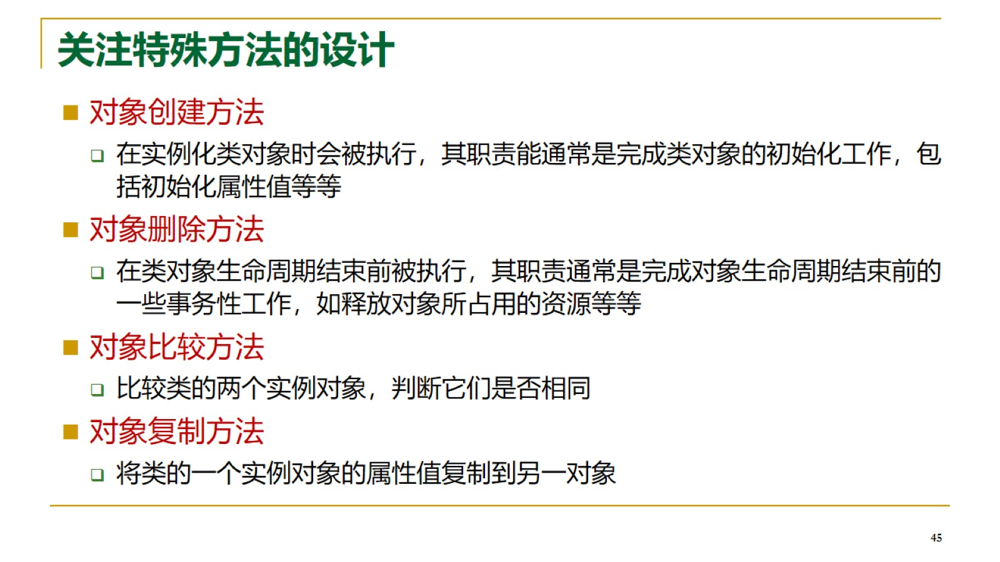 关注特殊方法的设计
对象创建方法
在实例化类对象时会被执行，其职责能通常是完成类对象的初始化工作，包
括初始化属性值等等
对象删除方法
在类对象生命周期结束前被执行，其职责通常是完成对象生命周期结束前的
一些事务性工作，如释放对象所占用的资源等等
对象比较方法
比较类的两个实例对象，判断它们是否相同
对象复制方法
将类的一个实例对象的属性值复制到另一对象
45